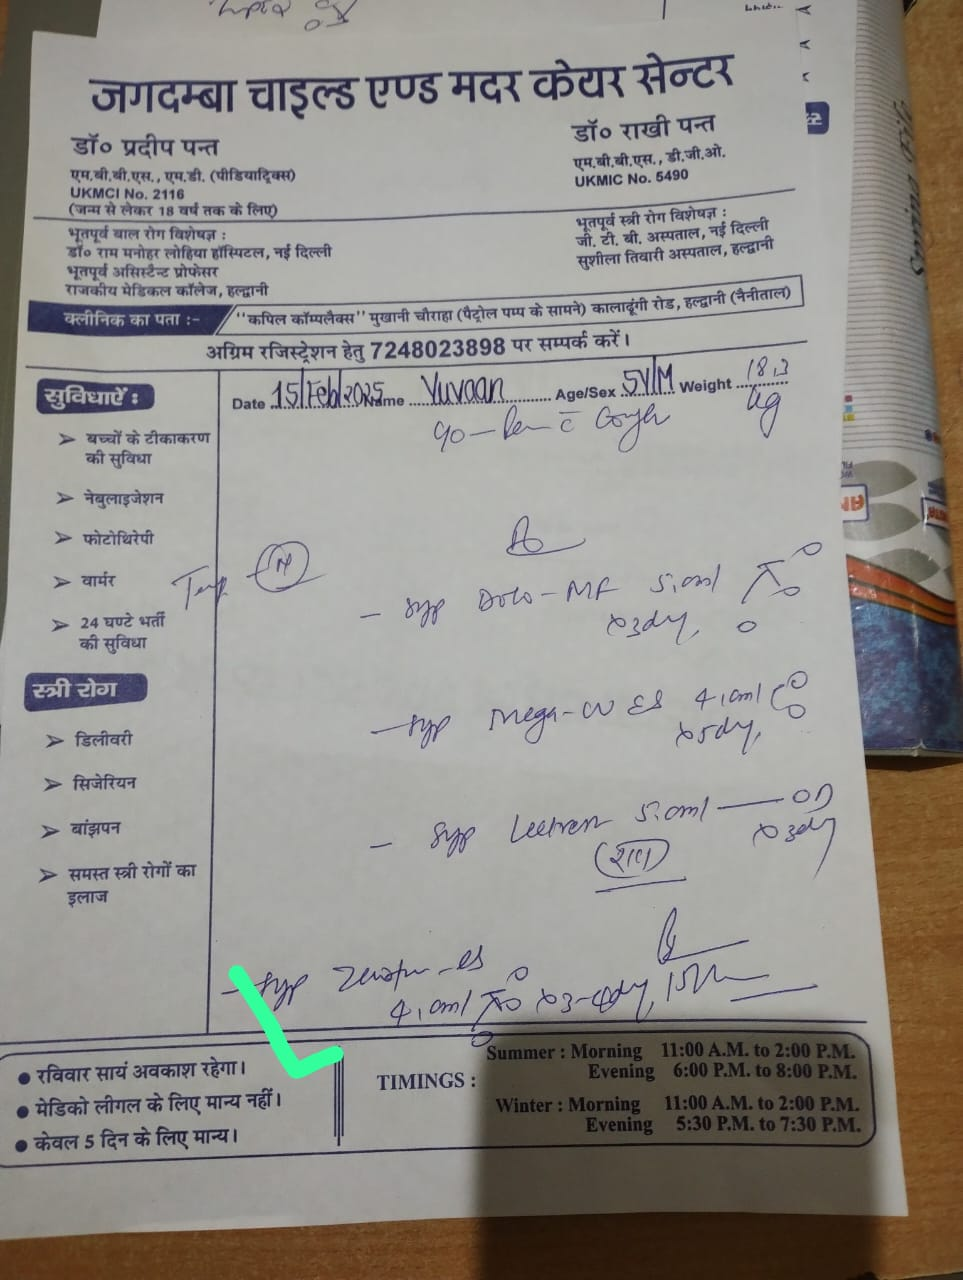 जगदम्बा चाइल्ड एण्ड मदर केयर सेन्टर
डॉ० प्रदीप पन्त
एम.बी.बी.एस., एम.डी. (पीडियाट्रिक्स)
UKMCI No. 2116
(जन्म से लेकर 18 वर्ष तक के लिए)
डॉ० राखी पन्त
एम.बी.बी.एस., डी.जी.ओ.
UKMIC No. 5490
भूतपूर्व बाल रोग विशेषज्ञ :
डॉ० राम मनोहर लोहिया हॉस्पिटल, नई दिल्ली
भूतपूर्व असिस्टैन्ट प्रोफेसर
राजकीय मेडिकल कॉलेज, हल्द्वानी
भूतपूर्व स्त्री रोग विशेषज्ञ :
जी. टी. बी. अस्पताल, नई दिल्ली
सुशीला तिवारी अस्पताल, हल्द्वानी
क्लीनिक का पता :- "कपिल कॉम्पलैक्स" मुखानी चौराहा (पैट्रोल पम्प के सामने) कालाढूंगी रोड, हल्द्वानी (नैनीताल)
अग्रिम रजिस्ट्रेशन हेतु 7248023898 पर सम्पर्क करें।
Date 15/Feb/2025 Name Yuvaan Age/Sex 5Y/M Weight 18.3 kg
सुविधाऐं :
बच्चों के टीकाकरण
की सुविधा
नेबुलाइजेशन
फोटोथिरेपी
वार्मर
24 घण्टे भर्ती
की सुविधा
स्त्री रोग
डिलीवरी
सिजेरियन
बांझपन
समस्त स्त्री रोगों का
इलाज
Temp N
- Syp 5.0ml
x3day
- Syp Mega-CV ES 4.0ml
x5day
- Syp 5.0ml — OD
x3day
- Syp
4.0ml
रविवार सायं अवकाश रहेगा।
मेडिको लीगल के लिए मान्य नहीं।
केवल 5 दिन के लिए मान्य।
TIMINGS :
Summer : Morning 11:00 A.M. to 2:00 P.M.
Evening 6:00 P.M. to 8:00 P.M.
Winter : Morning 11:00 A.M. to 2:00 P.M.
Evening 5:30 P.M. to 7:30 P.M.